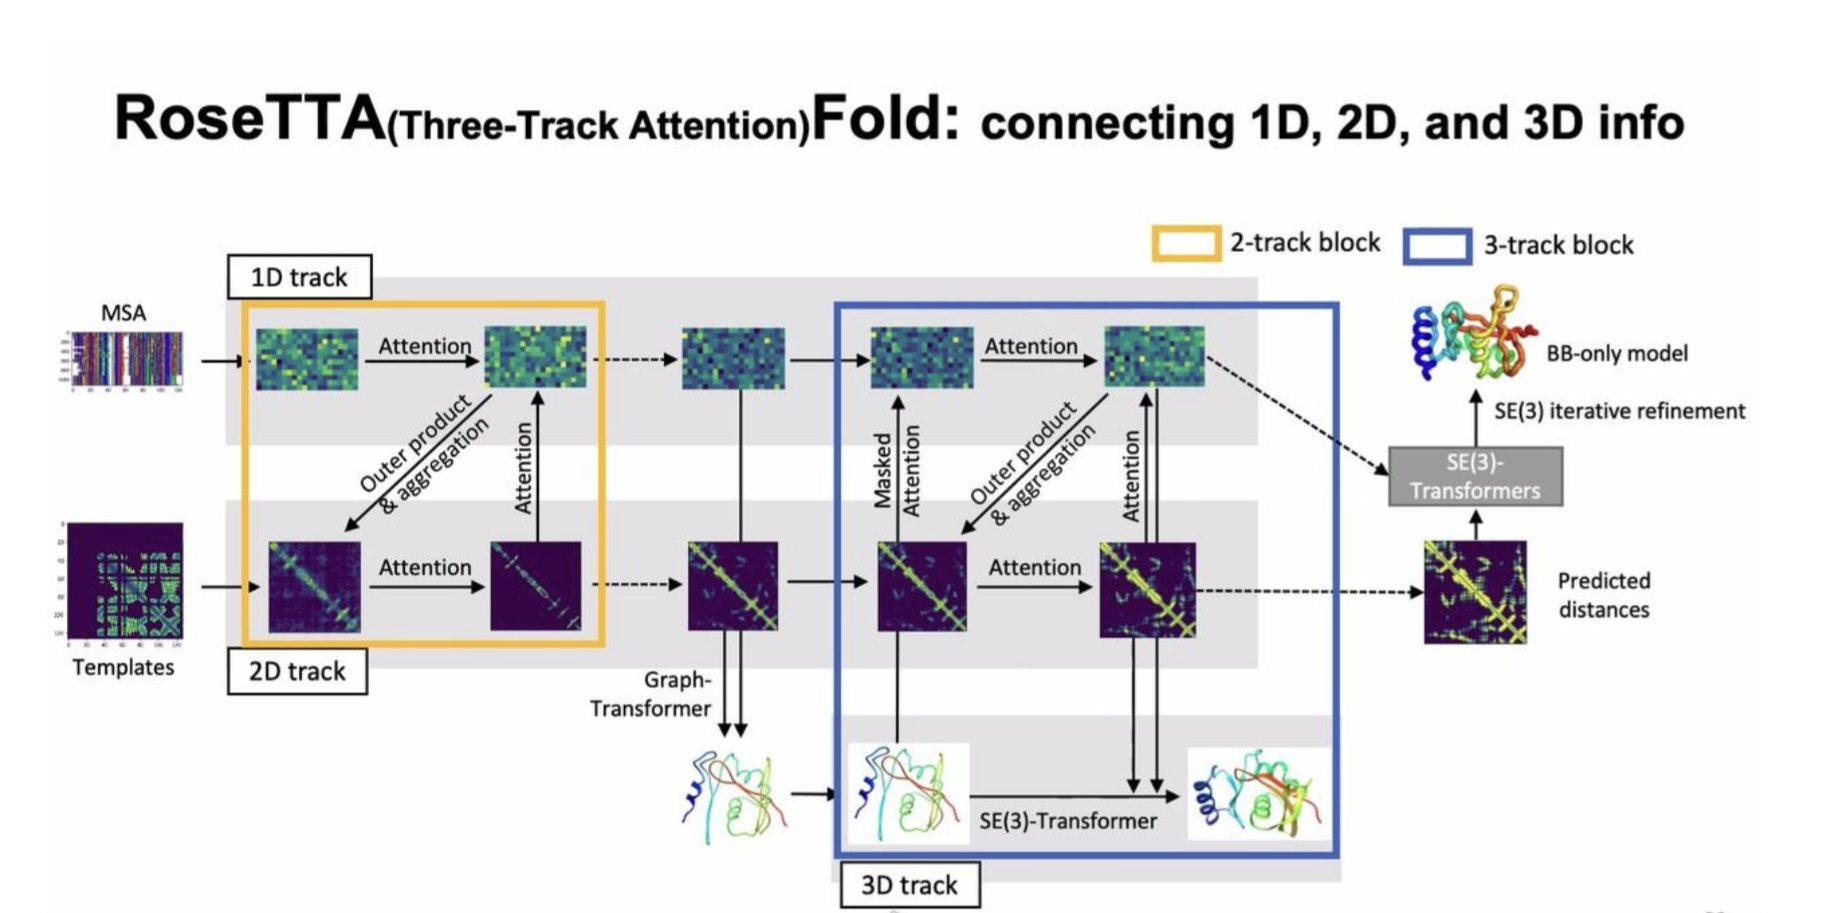 RoseTTA(Three-Track Attention)Fold: connecting 1D, 2D, and 3D info
2-track block
3-track block
1D track
MSA
Attention
Attention
BB-only model
SE(3) iterative refinement
Outer product
& aggregation
Attention
Masked
Attention
Outer product
& aggregation
Attention
SE(3)-
Transformers
Attention
Attention
Predicted
distances
Templates
2D track
Graph-
Transformer
SE(3)-Transformer
3D track